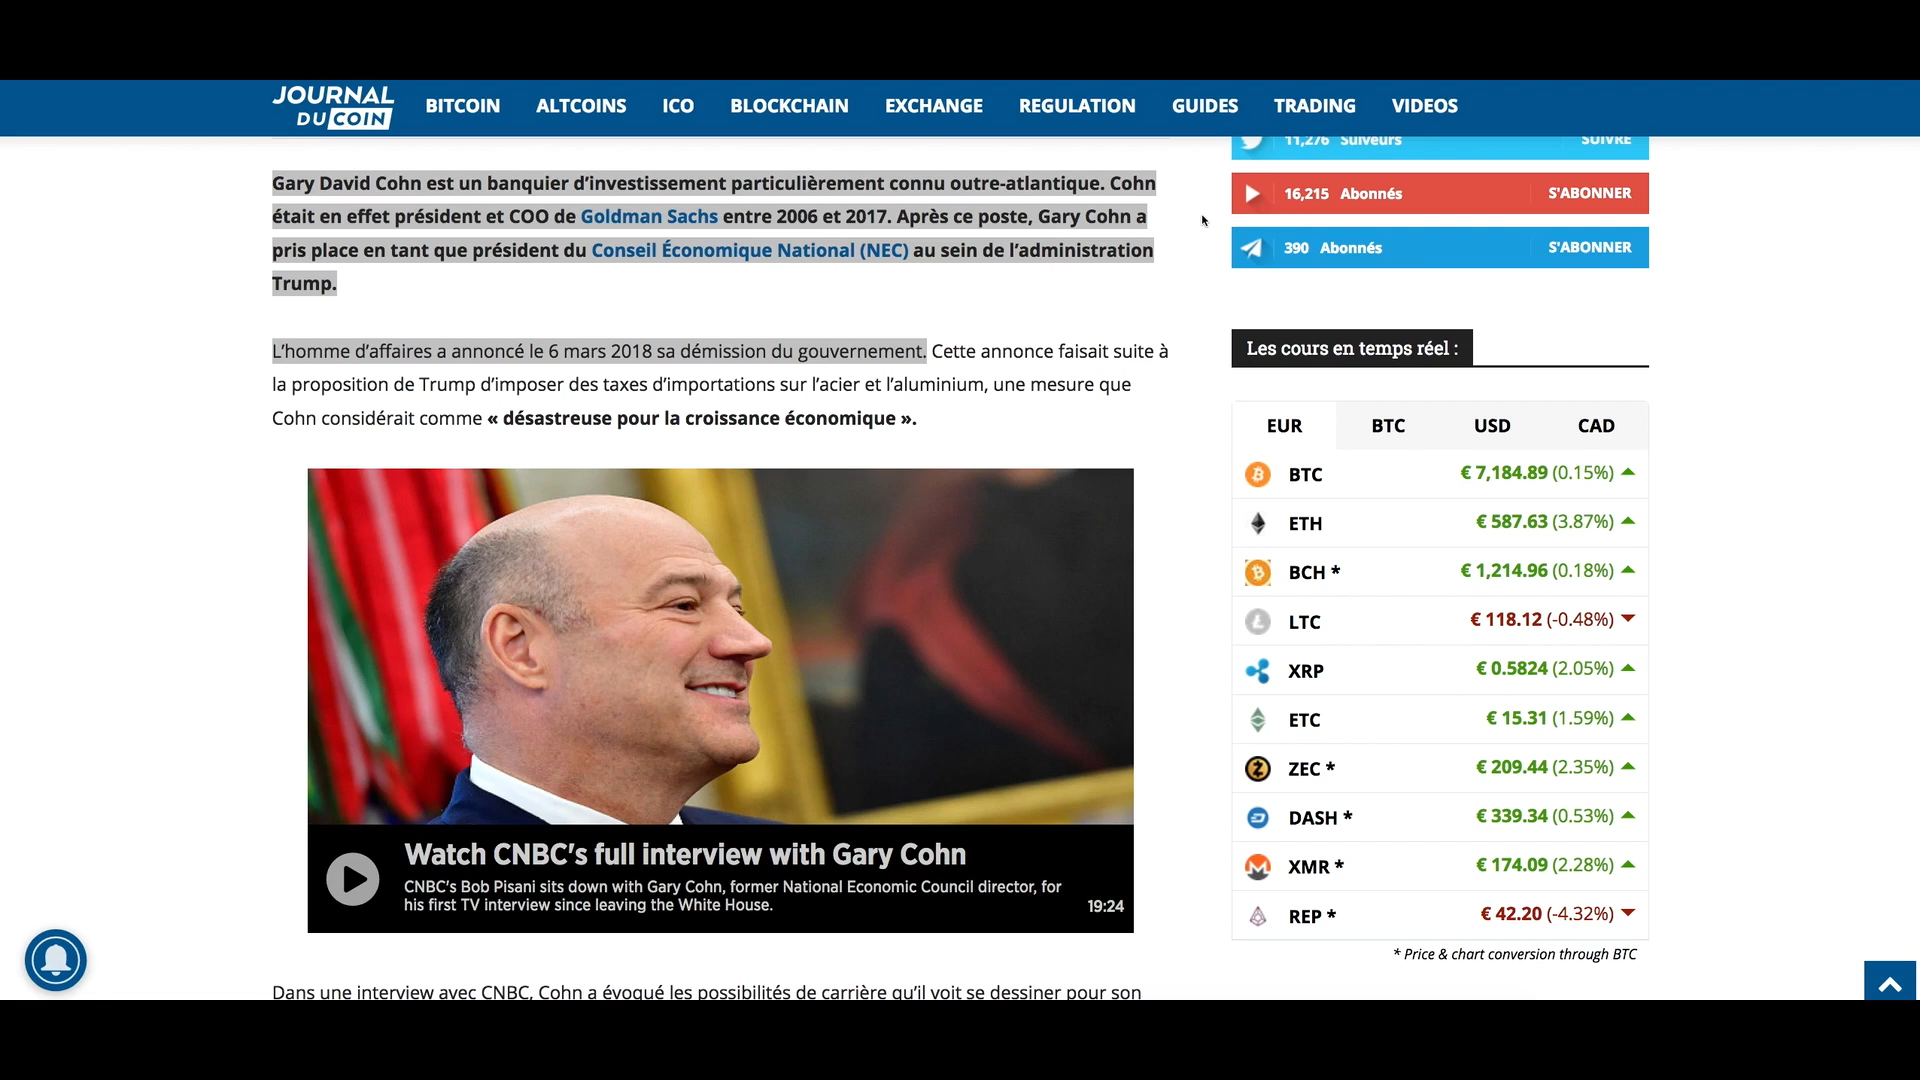 JOURNAL
DU COIN
BITCOIN
ALTCOINS
ICO
BLOCKCHAIN
EXCHANGE
REGULATION
GUIDES
TRADING
VIDEOS
Gary David Cohn est un banquier d’investissement particulièrement connu outre-atlantique. Cohn
était en effet président et COO de Goldman Sachs entre 2006 et 2017. Après ce poste, Gary Cohn a
pris place en tant que président du Conseil Économique National (NEC) au sein de l’administration
Trump.
L’homme d’affaires a annoncé le 6 mars 2018 sa démission du gouvernement. Cette annonce faisait suite à
la proposition de Trump d’imposer des taxes d’importations sur l’acier et l’aluminium, une mesure que
Cohn considérait comme « désastreuse pour la croissance économique ».
Watch CNBC's full interview with Gary Cohn
CNBC's Bob Pisani sits down with Gary Cohn, former National Economic Council director, for
his first TV interview since leaving the White House.
19:24
Dans une interview avec CNBC, Cohn a évoqué les possibilités de carrière qu’il voit se dessiner pour son
11,276 Suiveurs SUIVRE
16,215 Abonnés S'ABONNER
390 Abonnés S'ABONNER
Les cours en temps réel :
EUR BTC USD CAD
BTC € 7,184.89 (0.15%)
ETH € 587.63 (3.87%)
BCH * € 1,214.96 (0.18%)
LTC € 118.12 (-0.48%)
XRP € 0.5824 (2.05%)
ETC € 15.31 (1.59%)
ZEC * € 209.44 (2.35%)
DASH * € 339.34 (0.53%)
XMR * € 174.09 (2.28%)
REP * € 42.20 (-4.32%)
* Price & chart conversion through BTC